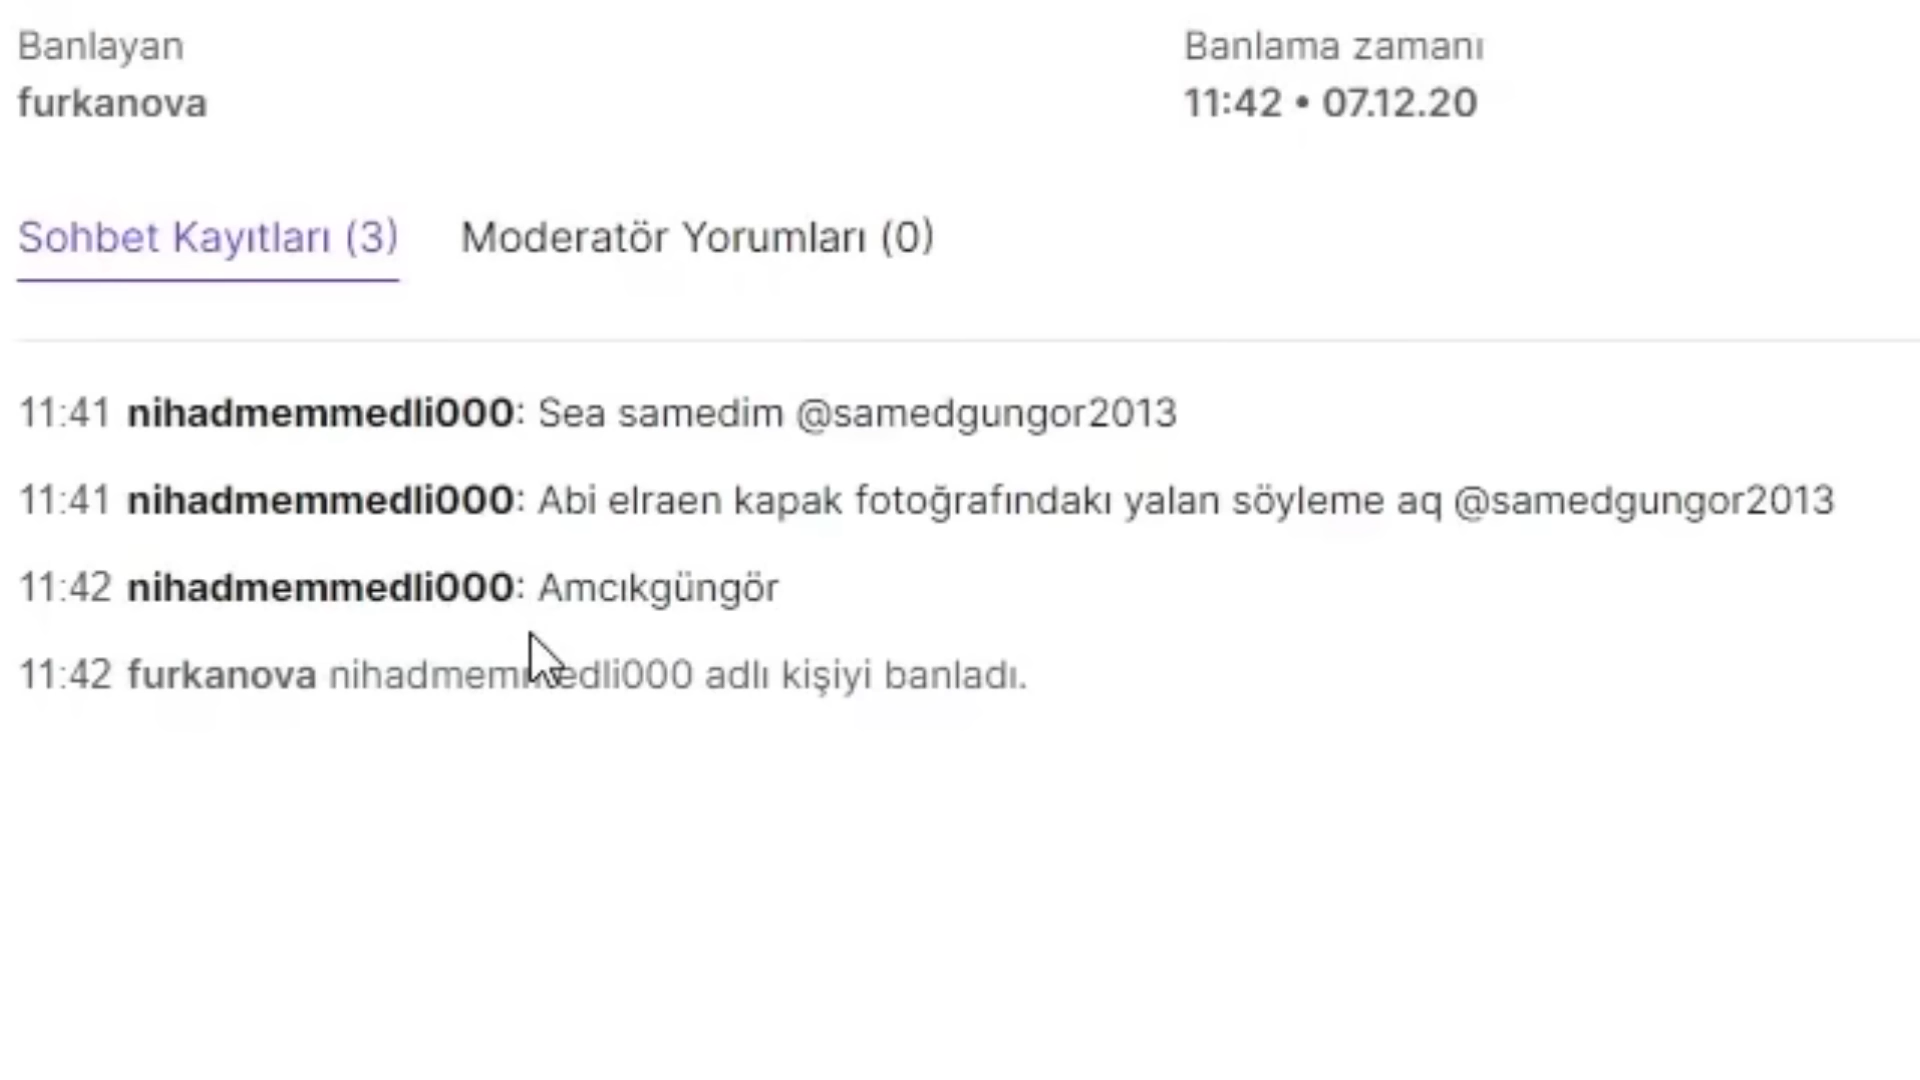 Banlayan
Banlama zamanı
furkanova
11:42 • 07.12.20
Sohbet Kayıtları (3)
Moderatör Yorumları (0)
11:41 nihadmemmedli000: Sea samedim @samedgungor2013
11:41 nihadmemmedli000: Abi elraen kapak fotoğrafındakı yalan söyleme aq @samedgungor2013
11:42 nihadmemmedli000: Amcıkgüngör
11:42 furkanova nihadmemmedli000 adlı kişiyi banladı.